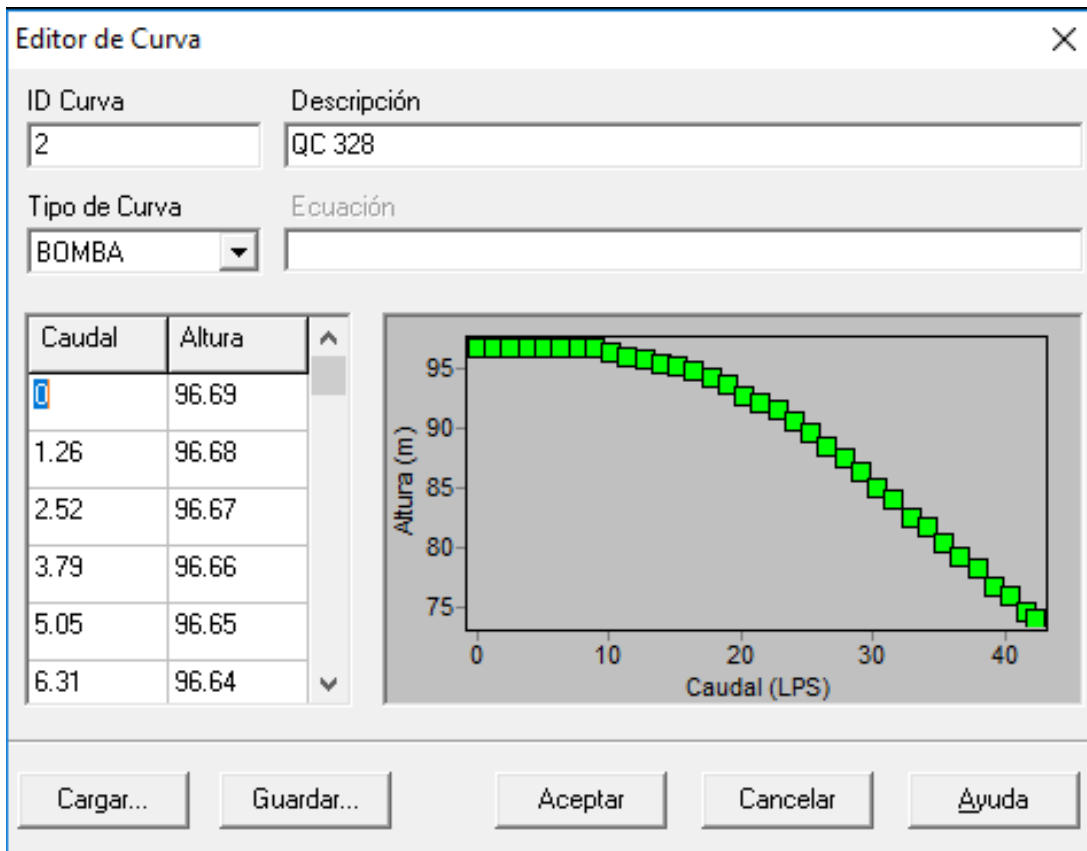 Editor de Curva
ID Curva Descripción
2 QC 328
Tipo de Curva Ecuación
BOMBA
Caudal Altura
0 96.69
1.26 96.68
2.52 96.67
3.79 96.66
5.05 96.65
6.31 96.64
Altura (m)
95
90
85
80
75
0 10 20 30 40
Caudal (LPS)
Cargar... Guardar... Aceptar Cancelar Ayuda